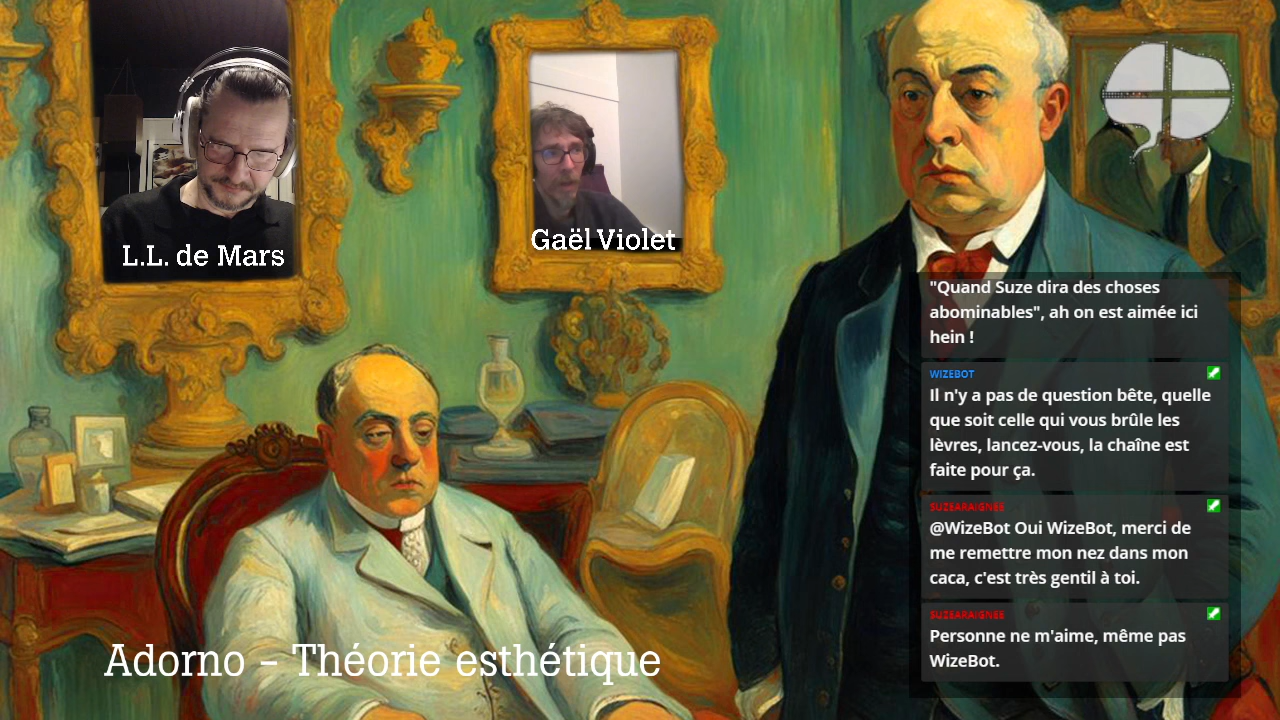 L.L. de Mars
Gaël Violet
"Quand Suze dira des choses
abominables", ah on est aimée ici
hein !
WIZEBOT
Il n'y a pas de question bête, quelle
que soit celle qui vous brûle les
lèvres, lancez-vous, la chaîne est
faite pour ça.
SUZEARAIGNEE
@WizeBot Oui WizeBot, merci de
me remettre mon nez dans mon
caca, c'est très gentil à toi.
SUZEARAIGNEE
Personne ne m'aime, même pas
WizeBot.
Adorno – Théorie esthétique